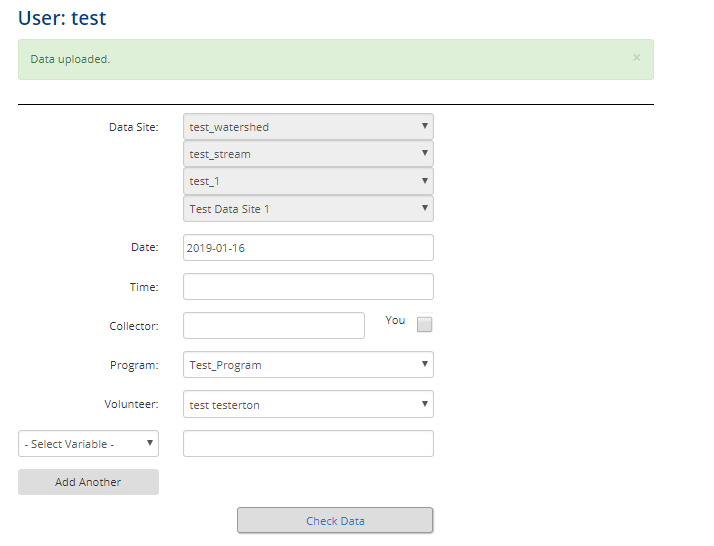 User: test
Data uploaded. ×
Data Site: test_watershed
test_stream
test_1
Test Data Site 1
Date: 2019-01-16
Time:
Collector: You
Program: Test_Program
Volunteer: test testerton
- Select Variable -
Add Another
Check Data